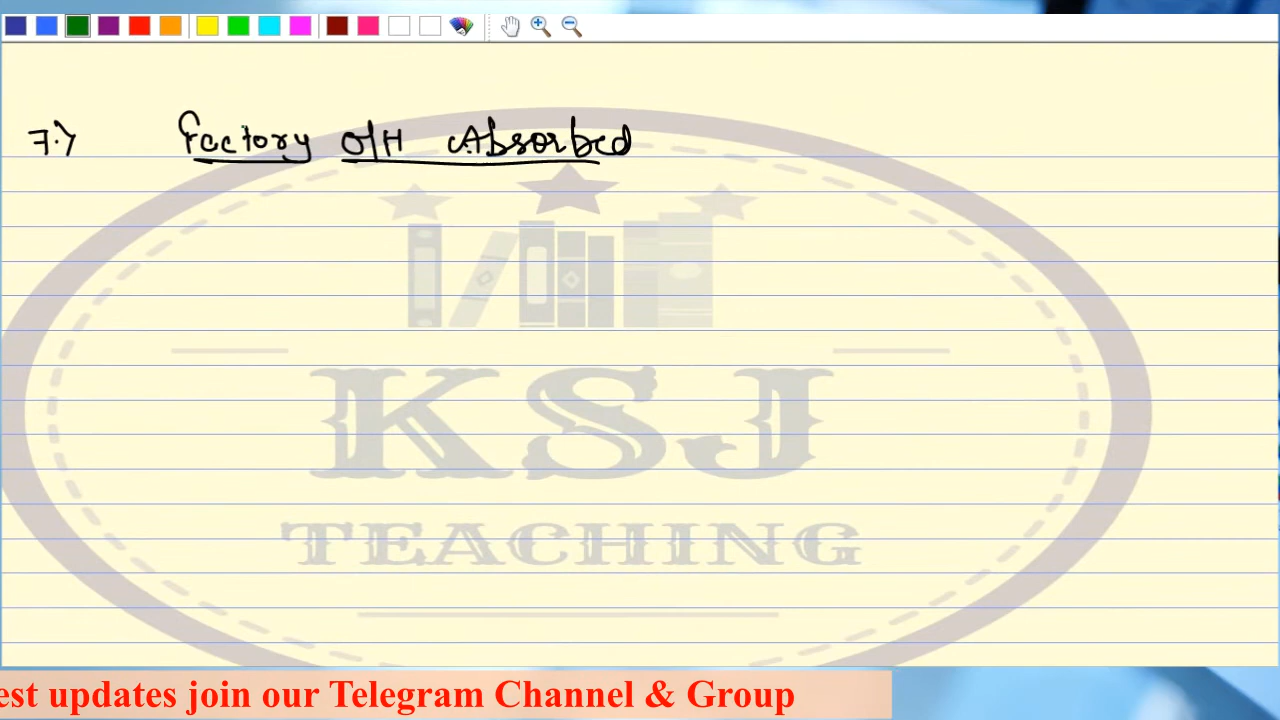 7.) Factory O/H Absorbed
KSJ
TEACHING
est updates join our Telegram Channel & Group